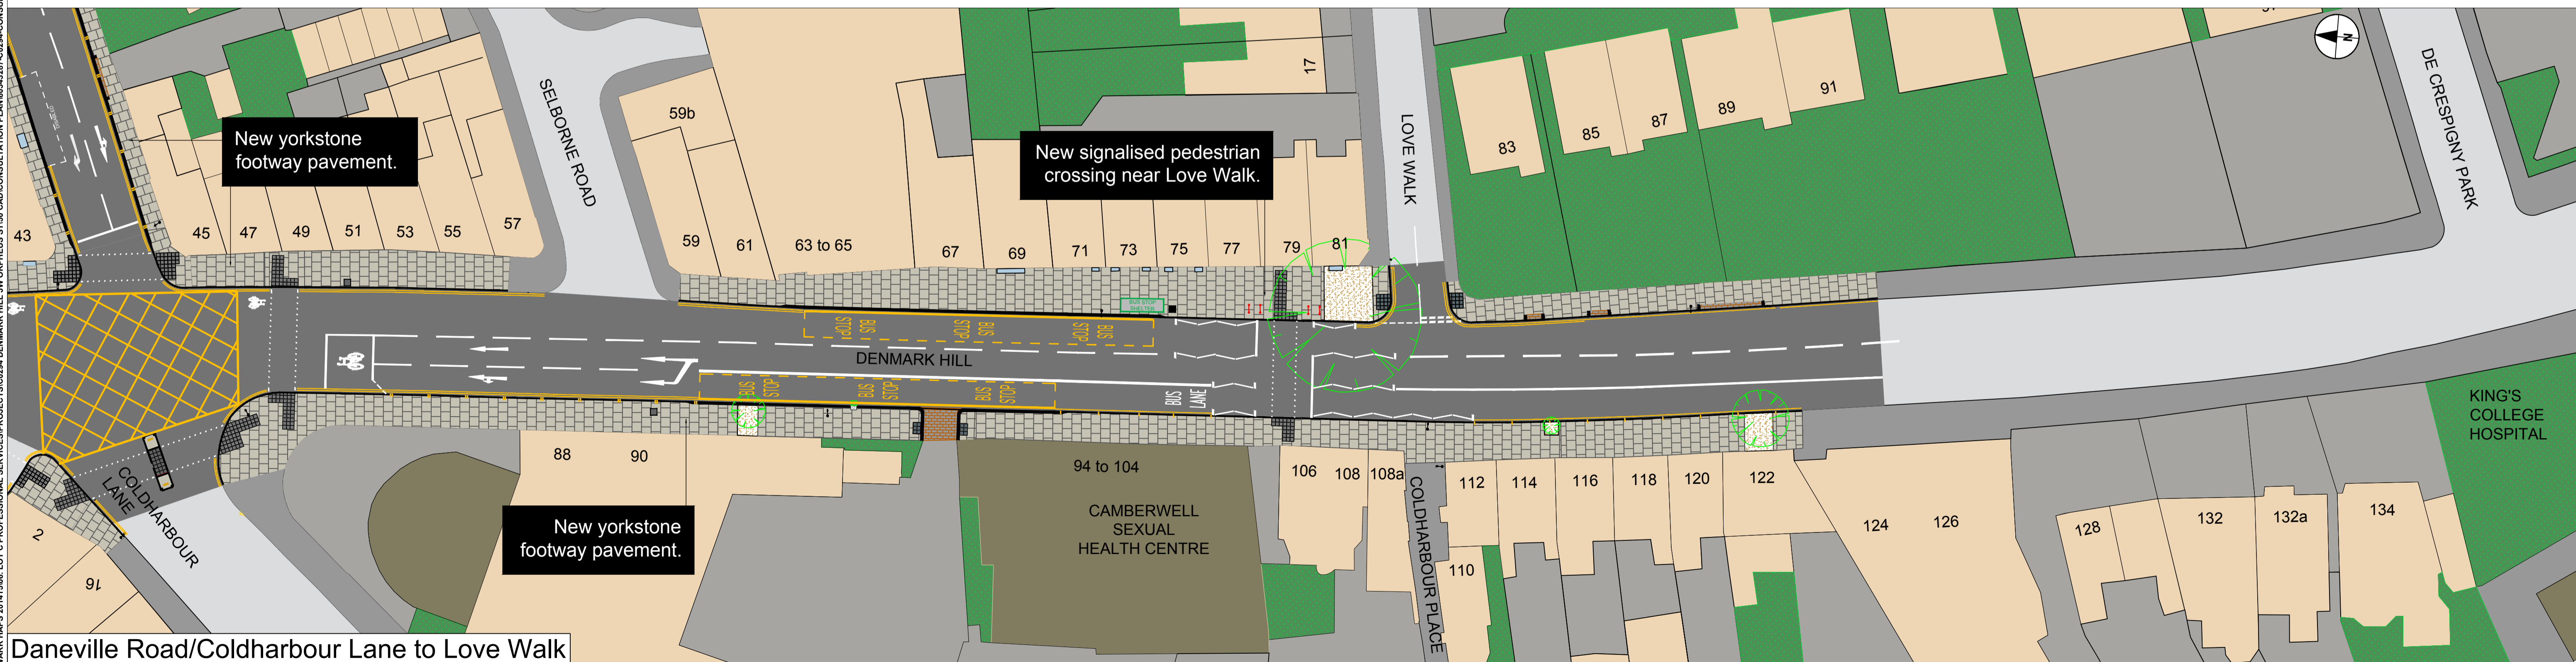 New yorkstone
footway pavement.
SELBORNE ROAD
59b
17
New signalised pedestrian
crossing near Love Walk.
LOVE WALK
83
85
87
89
91
N
DE CRESPIGNY PARK
43
45
47
49
51
53
55
57
59
61
63 to 65
67
69
71
73
75
77
79
81
BUS STOP
SHELTER
BUS
STOP
BUS
STOP
BUS
STOP
DENMARK HILL
BUS
STOP
BUS
STOP
BUS
STOP
BUS
LANE
KING'S
COLLEGE
HOSPITAL
COLDHARBOUR
LANE
2
16
88
90
New yorkstone
footway pavement.
94 to 104
CAMBERWELL
SEXUAL
HEALTH CENTRE
106
108
108a
COLDHARBOUR PLACE
110
112
114
116
118
120
122
124
126
128
132
132a
134
Daneville Road/Coldharbour Lane to Love Walk